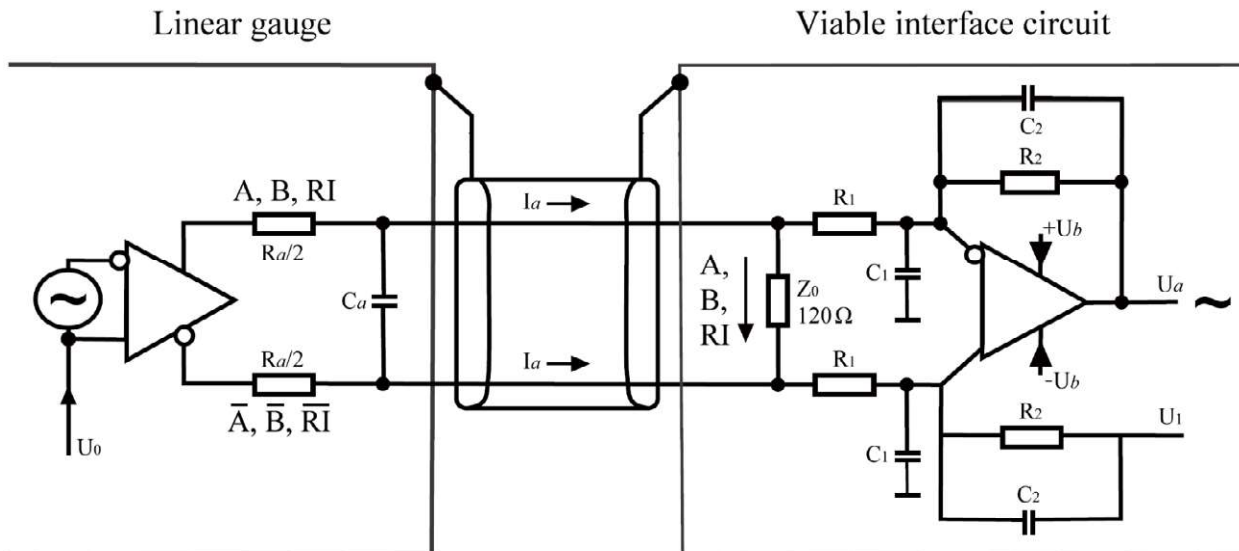 Linear gauge
Viable interface circuit
C2
R2
A, B, RI
Ra/2
Ia
R1
+Ub
Ca
A,
B,
RI
Z0
120Ω
C1
Ua
~
~
Ra/2
Ia
R1
-Ub
A̅, B̅, R̅I̅
U0
R2
U1
C1
C2